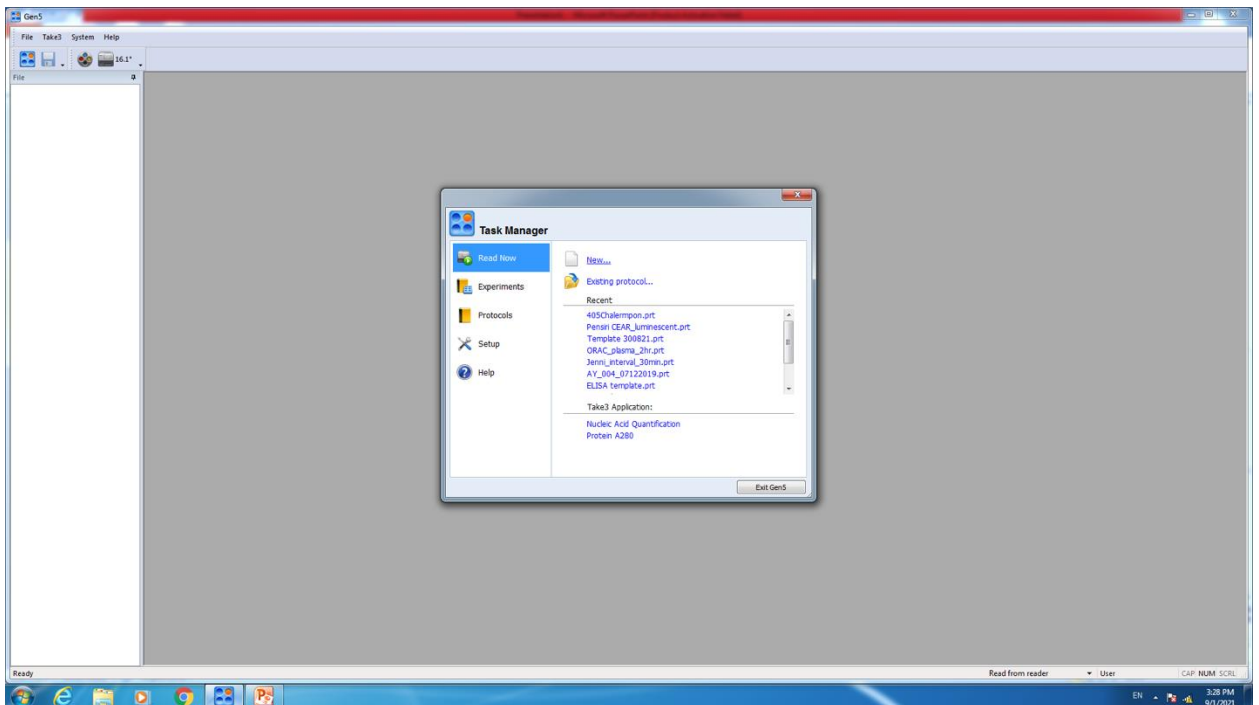 Gen5
File Take3 System Help
16.1°
File
Task Manager
Read Now
Experiments
Protocols
Setup
Help
New...
Existing protocol...
Recent
405Chalermpon.prt
Pensiri CEAR_luminescent.prt
Template 300821.prt
ORAC_plasma_2hr.prt
Jenni_interval_30min.prt
AY_004_07122019.prt
ELISA template.prt
Take3 Application:
Nucleic Acid Quantification
Protein A280
Exit Gen5
Ready
Read from reader User CAP NUM SCRL
EN
3:28 PM
9/1/2021